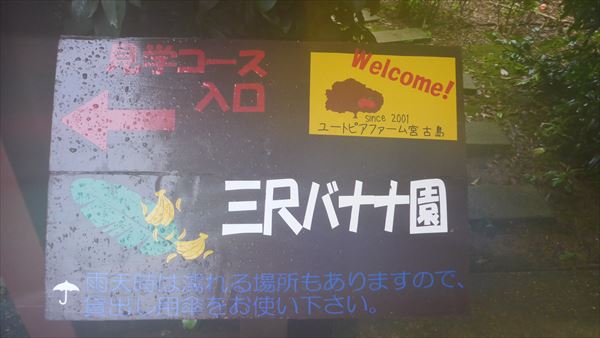 見学コース
入口
Welcome!
since 2001
ユートピアファーム宮古島
三尺バナナ園
雨天時は濡れる場所もありますので、
貸出し用傘をお使い下さい。